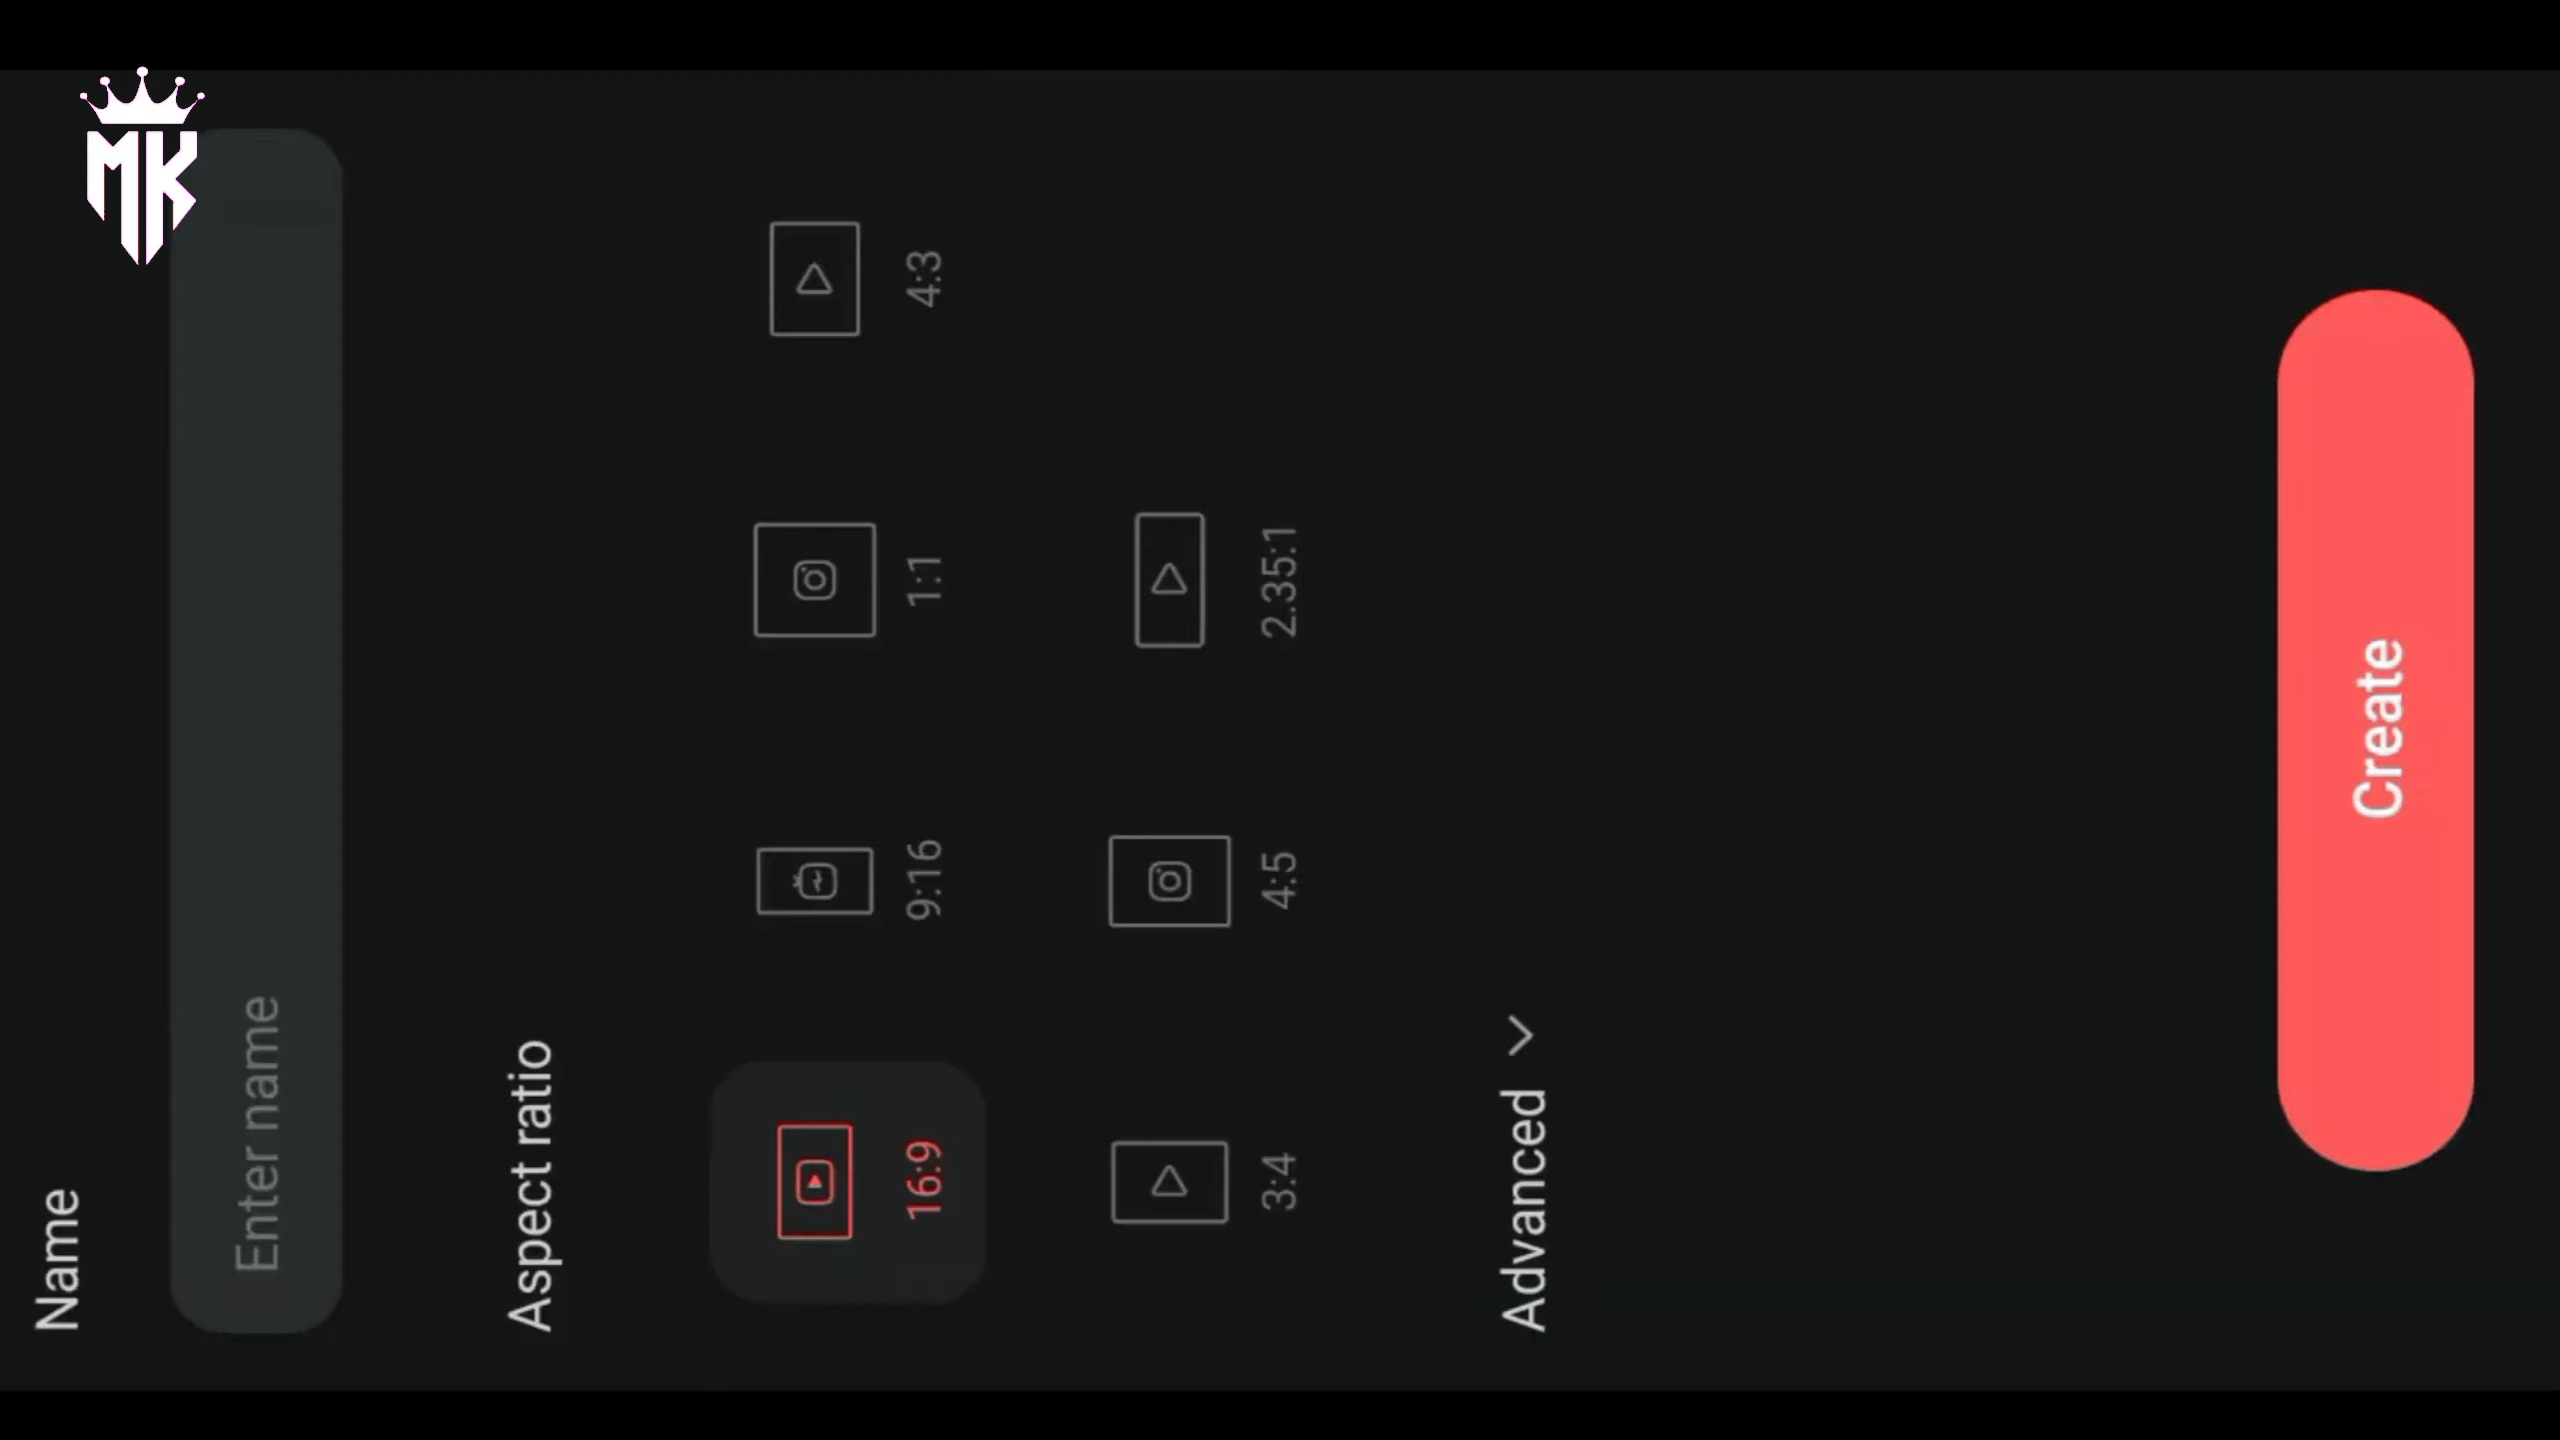 MK
Name
Enter name
Aspect ratio
16:9
9:16
1:1
4:3
3:4
4:5
2.35:1
Advanced
Create